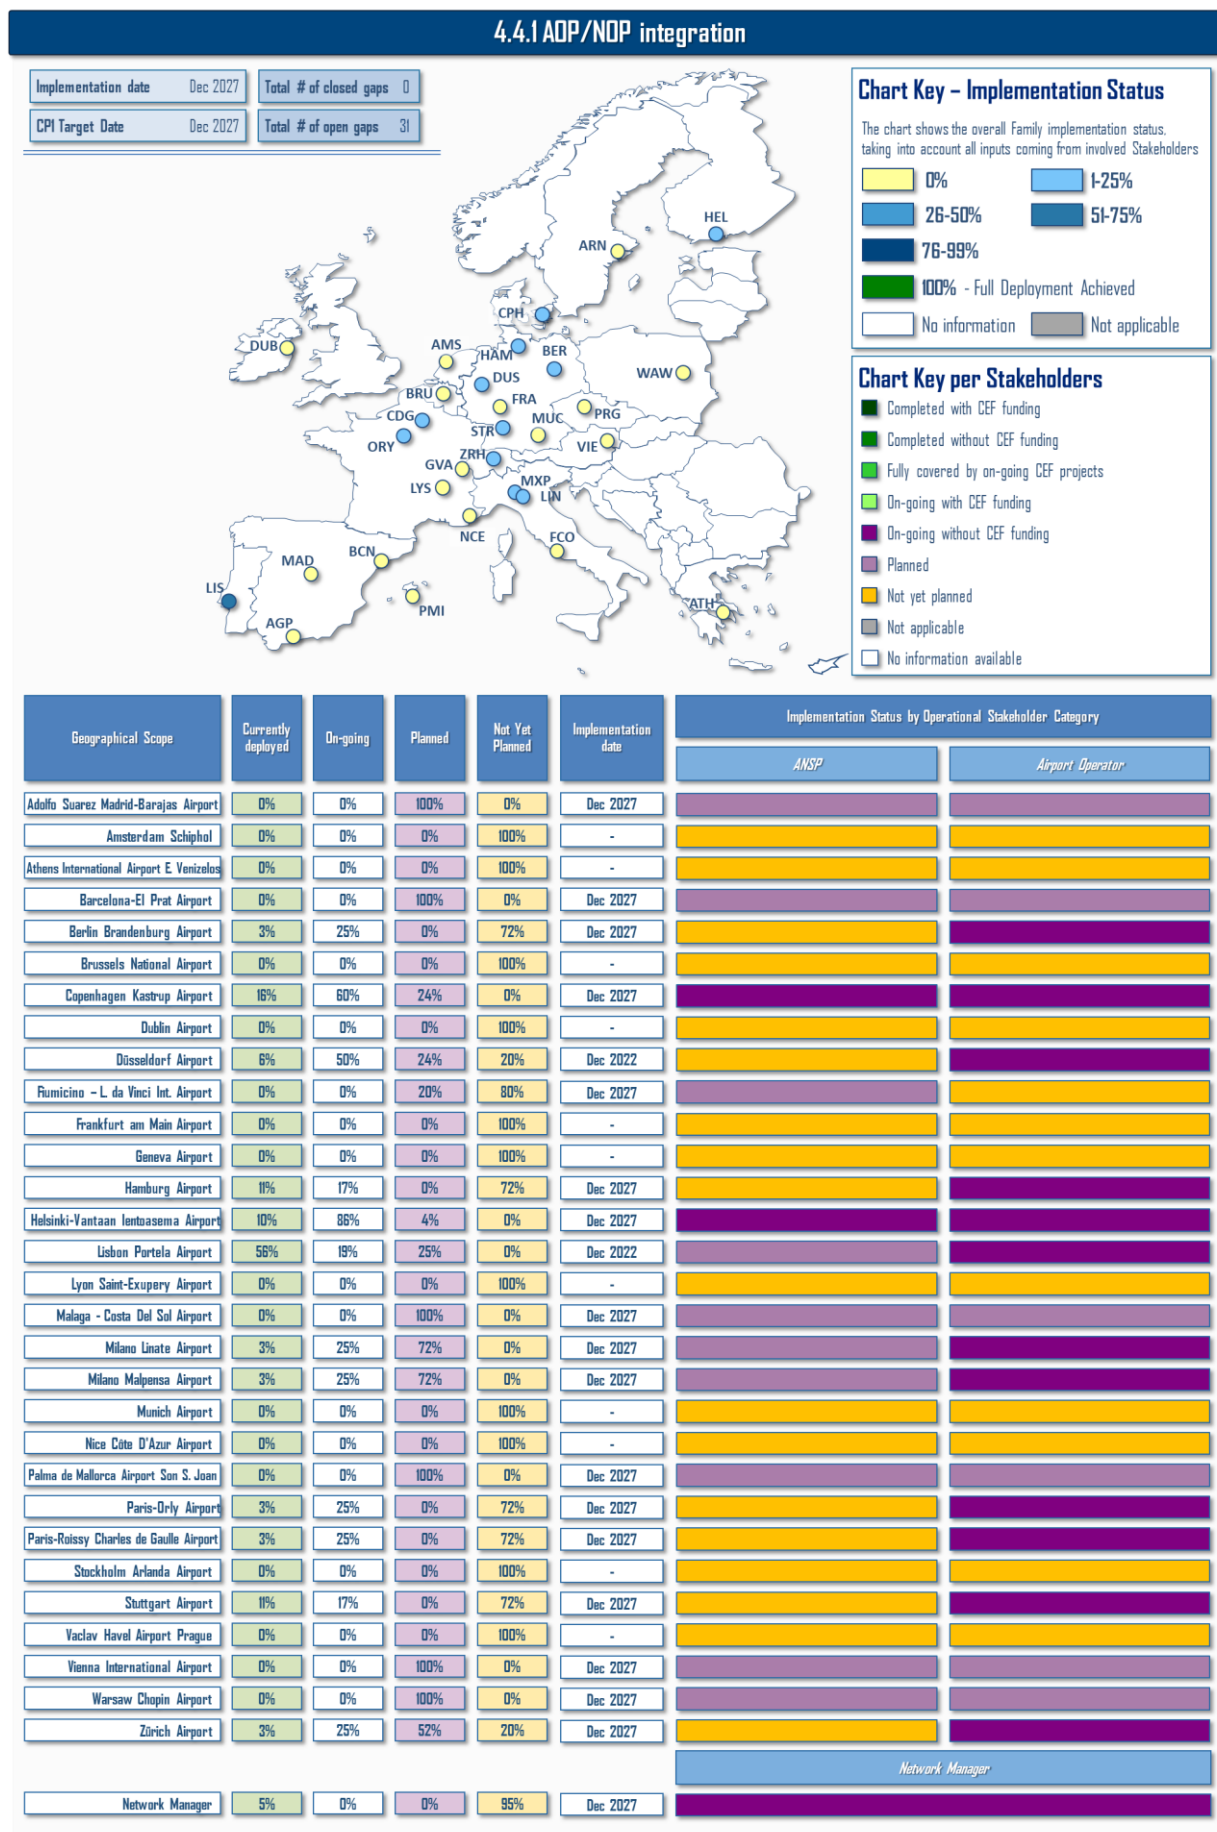 4.4.1 AOP/NOP integration
Implementation date Dec 2027 Total # of closed gaps 0
CP1 Target Date Dec 2027 Total # of open gaps 31
Chart Key – Implementation Status
The chart shows the overall Family implementation status,
taking into account all inputs coming from involved Stakeholders
0% 1-25%
26-50% 51-75%
76-99%
100% - Full Deployment Achieved
No information Not applicable
Chart Key per Stakeholders
Completed with CEF funding
Completed without CEF funding
Fully covered by on-going CEF projects
On-going with CEF funding
On-going without CEF funding
Planned
Not yet planned
Not applicable
No information available
HEL
ARN
CPH
DUB
AMS
HAM
BER
WAW
DUS
BRU
FRA
PRG
CDG
MUC
STR
ORY
VIE
ZRH
GVA
MXP
LYS
LIN
NCE
FCO
BCN
MAD
LIS
PMI
ATH
AGP
Geographical Scope Currently deployed On-going Planned Not Yet Planned Implementation date Implementation Status by Operational Stakeholder Category
ANSP Airport Operator
Adolfo Suarez Madrid-Barajas Airport 0% 0% 100% 0% Dec 2027
Amsterdam Schiphol 0% 0% 0% 100% -
Athens International Airport E. Venizelos 0% 0% 0% 100% -
Barcelona-El Prat Airport 0% 0% 100% 0% Dec 2027
Berlin Brandenburg Airport 3% 25% 0% 72% Dec 2027
Brussels National Airport 0% 0% 0% 100% -
Copenhagen Kastrup Airport 16% 60% 24% 0% Dec 2027
Dublin Airport 0% 0% 0% 100% -
Düsseldorf Airport 6% 50% 24% 20% Dec 2022
Fiumicino – L. da Vinci Int. Airport 0% 0% 20% 80% Dec 2027
Frankfurt am Main Airport 0% 0% 0% 100% -
Geneva Airport 0% 0% 0% 100% -
Hamburg Airport 11% 17% 0% 72% Dec 2027
Helsinki-Vantaan lentoasema Airport 10% 86% 4% 0% Dec 2027
Lisbon Portela Airport 56% 19% 25% 0% Dec 2022
Lyon Saint-Exupery Airport 0% 0% 0% 100% -
Malaga - Costa Del Sol Airport 0% 0% 100% 0% Dec 2027
Milano Linate Airport 3% 25% 72% 0% Dec 2027
Milano Malpensa Airport 3% 25% 72% 0% Dec 2027
Munich Airport 0% 0% 0% 100% -
Nice Côte D'Azur Airport 0% 0% 0% 100% -
Palma de Mallorca Airport Son S. Joan 0% 0% 100% 0% Dec 2027
Paris-Orly Airport 3% 25% 0% 72% Dec 2027
Paris-Roissy Charles de Gaulle Airport 3% 25% 0% 72% Dec 2027
Stockholm Arlanda Airport 0% 0% 0% 100% -
Stuttgart Airport 11% 17% 0% 72% Dec 2027
Vaclav Havel Airport Prague 0% 0% 0% 100% -
Vienna International Airport 0% 0% 100% 0% Dec 2027
Warsaw Chopin Airport 0% 0% 100% 0% Dec 2027
Zürich Airport 3% 25% 52% 20% Dec 2027
Network Manager
Network Manager 5% 0% 0% 95% Dec 2027